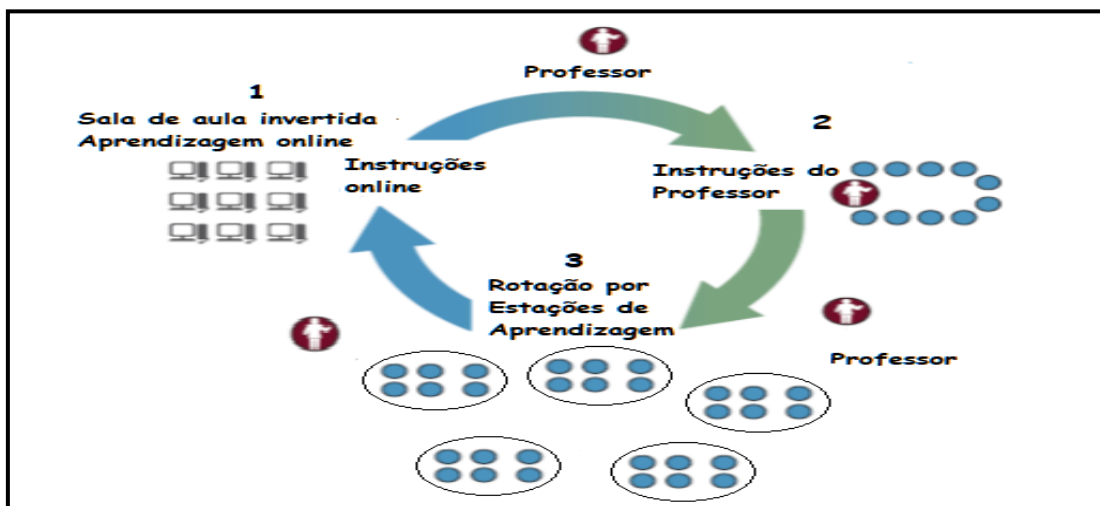 Professor
1
Sala de aula invertida
Aprendizagem online
Instruções
online
2
Instruções do
Professor
3
Rotação por
Estações de
Aprendizagem
Professor